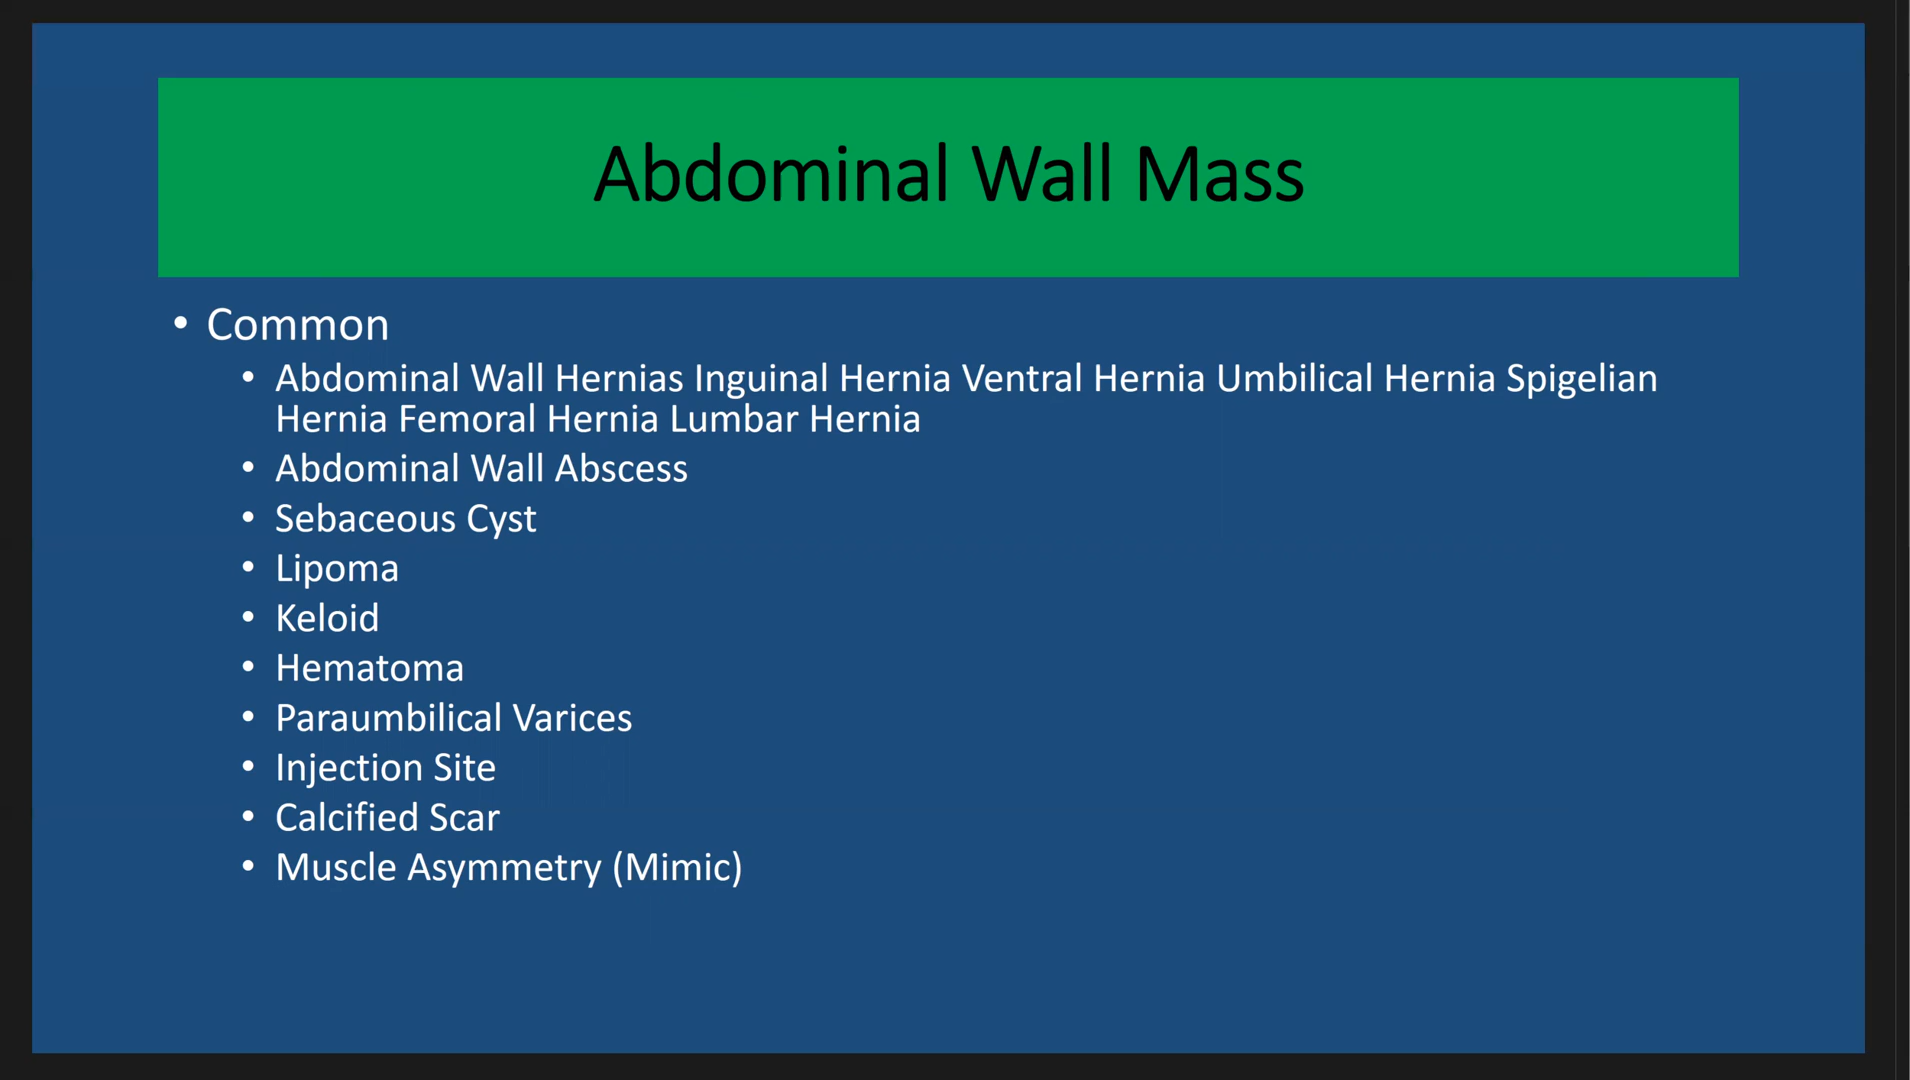 Abdominal Wall Mass
• Common
• Abdominal Wall Hernias Inguinal Hernia Ventral Hernia Umbilical Hernia Spigelian
Hernia Femoral Hernia Lumbar Hernia
• Abdominal Wall Abscess
• Sebaceous Cyst
• Lipoma
• Keloid
• Hematoma
• Paraumbilical Varices
• Injection Site
• Calcified Scar
• Muscle Asymmetry (Mimic)